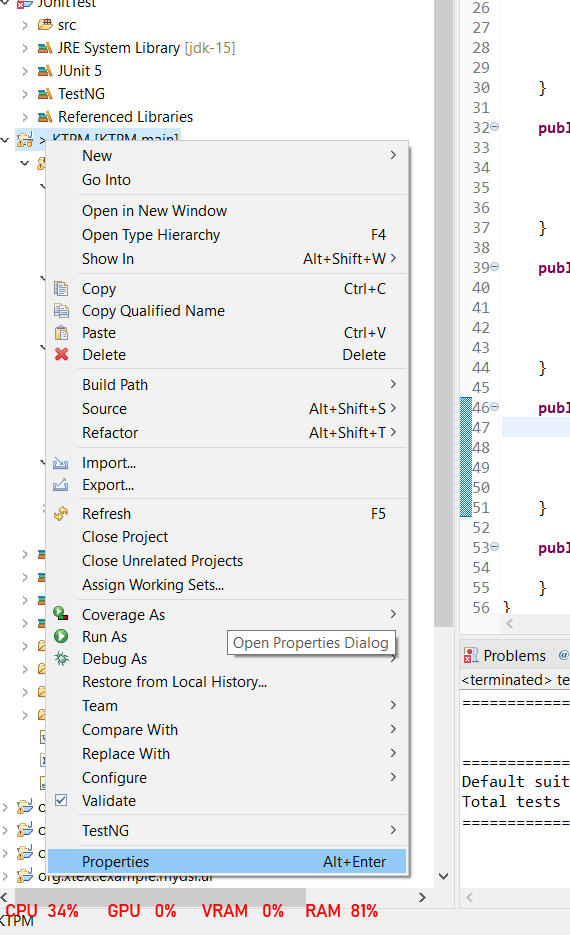 JUnitTest
src
JRE System Library [jdk-15]
JUnit 5
TestNG
Referenced Libraries
> KTPM [KTPM main]
New
Go Into
Open in New Window
Open Type Hierarchy F4
Show In Alt+Shift+W
Copy Ctrl+C
Copy Qualified Name
Paste Ctrl+V
Delete Delete
Build Path
Source Alt+Shift+S
Refactor Alt+Shift+T
Import...
Export...
Refresh F5
Close Project
Close Unrelated Projects
Assign Working Sets...
Coverage As
Run As
Open Properties Dialog
Debug As
Restore from Local History...
Team
Compare With
Replace With
Configure
Validate
TestNG
Properties Alt+Enter
org.xtext.example.mydsl.ui
CPU 34% GPU 0% VRAM 0% RAM 81%
KTPM
26
27
28
29
30 }
31
32 publ
33
34
35
36
37 }
38
39 publ
40
41
42
43
44 }
45
46 publ
47
48
49
50
51 }
52
53 publ
54
55 }
56 }
Problems @
<terminated> te
=============
=============
Default suit
Total tests
=============